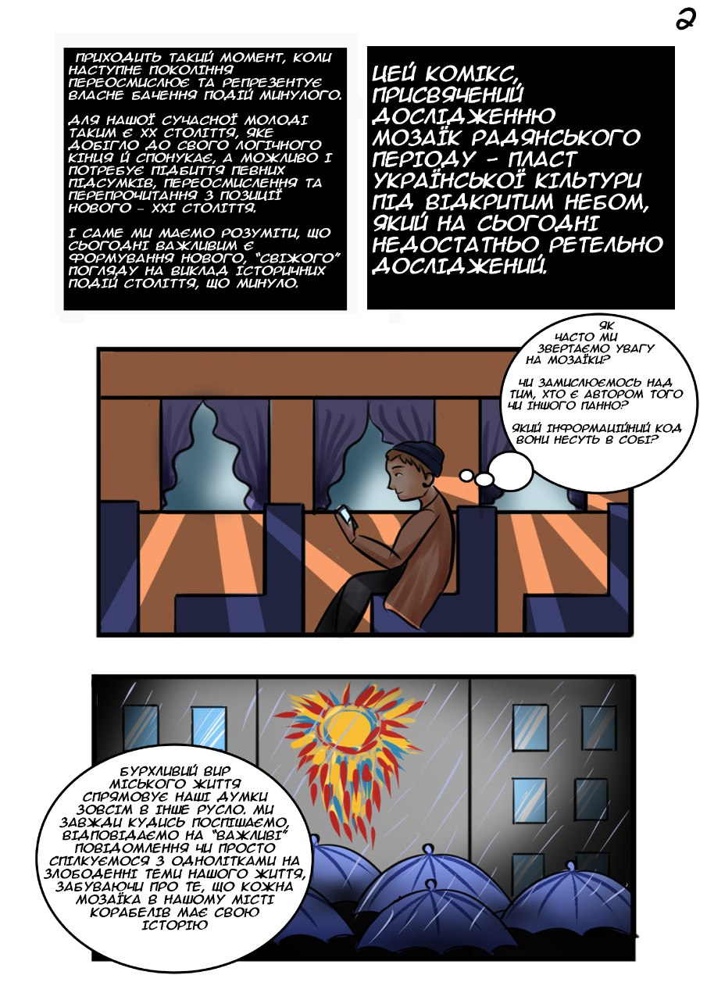 2
ПРИХОДИТЬ ТАКИЙ МОМЕНТ, КОЛИ
НАСТУПНЕ ПОКОЛІННЯ
ПЕРЕОСМИСЛЮЄ ТА РЕПРЕЗЕНТУЄ
ВЛАСНЕ БАЧЕННЯ ПОДІЙ МИНУЛОГО.
ДЛЯ НАШОЇ СУЧАСНОЇ МОЛОДІ
ТАКИМ Є ХХ СТОЛІТТЯ, ЯКЕ
ДОБІГЛО ДО СВОГО ЛОГІЧНОГО
КІНЦЯ Й СПОНУКАЄ, А МОЖЛИВО І
ПОТРЕБУЄ ПІДБИТТЯ ПЕВНИХ
ПІДСУМКІВ, ПЕРЕОСМИСЛЕННЯ ТА
ПЕРЕПРОЧИТАННЯ З ПОЗИЦІЇ
НОВОГО – ХХІ СТОЛІТТЯ.
І САМЕ МИ МАЄМО РОЗУМІТИ, ЩО
СЬОГОДНІ ВАЖЛИВИМ Є
ФОРМУВАННЯ НОВОГО, "СВІЖОГО"
ПОГЛЯДУ НА ВИКЛАД ІСТОРИЧНИХ
ПОДІЙ СТОЛІТТЯ, ЩО МИНУЛО.
ЦЕЙ КОМІКС,
ПРИСВЯЧЕНИЙ
ДОСЛІДЖЕННЮ
МОЗАЇК РАДЯНСЬКОГО
ПЕРІОДУ – ПЛАСТ
УКРАЇНСЬКОЇ КІЛЬТУРИ
ПІД ВІДКРИТИМ НЕБОМ,
ЯКИЙ НА СЬОГОДНІ
НЕДОСТАТНЬО РЕТЕЛЬНО
ДОСЛІДЖЕНИЙ.
ЯК
ЧАСТО МИ
ЗВЕРТАЄМО УВАГУ
НА МОЗАЇКИ?
ЧИ ЗАМИСЛЮЄМОСЬ НАД
ТИМ, ХТО Є АВТОРОМ ТОГО
ЧИ ІНШОГО ПАННО?
ЯКИЙ ІНФОРМАЦІЙНИЙ КОД
ВОНИ НЕСУТЬ В СОБІ?
БУРХЛИВИЙ ВИР
МІСЬКОГО ЖИТТЯ
СПРЯМОВУЄ НАШІ ДУМКИ
ЗОВСІМ В ІНШЕ РУСЛО. МИ
ЗАВЖДИ КУДИСЬ ПОСПІШАЄМО,
ВІДПОВІДАЄМО НА "ВАЖЛИВІ"
ПОВІДОМЛЕННЯ ЧИ ПРОСТО
СПІЛКУЄМОСЯ З ОДНОЛІТКАМИ НА
ЗЛОБОДЕННІ ТЕМИ НАШОГО ЖИТТЯ,
ЗАБУВАЮЧИ ПРО ТЕ, ЩО КОЖНА
МОЗАЇКА В НАШОМУ МІСТІ
КОРАБЕЛІВ МАЄ СВОЮ
ІСТОРІЮ